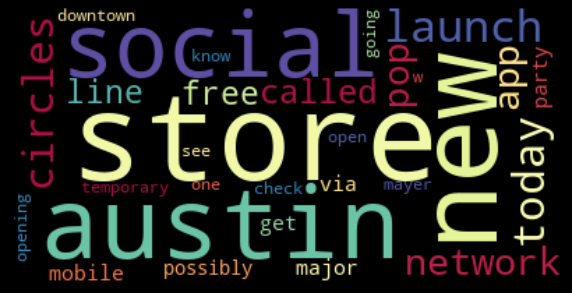 downtown
social
going
launch
circles
know
pop
w
app
party
line
free
called
new
store
open
see
today
temporary
one
check
via
mayer
opening
austin
get
mobile
possibly
major
network